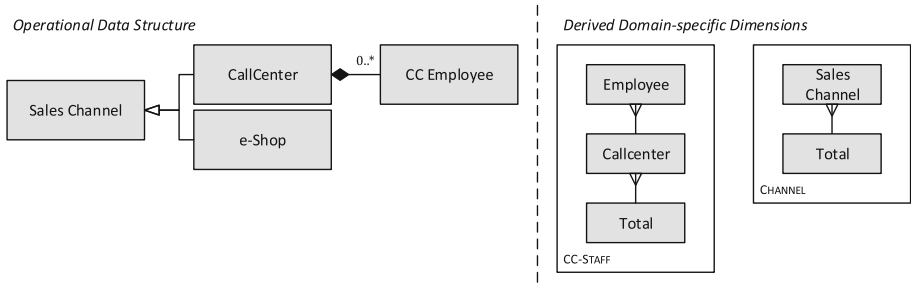 Operational Data Structure
CallCenter
0..*
CC Employee
Sales Channel
e-Shop
Derived Domain-specific Dimensions
Employee
Callcenter
Total
CC-STAFF
Sales
Channel
Total
CHANNEL